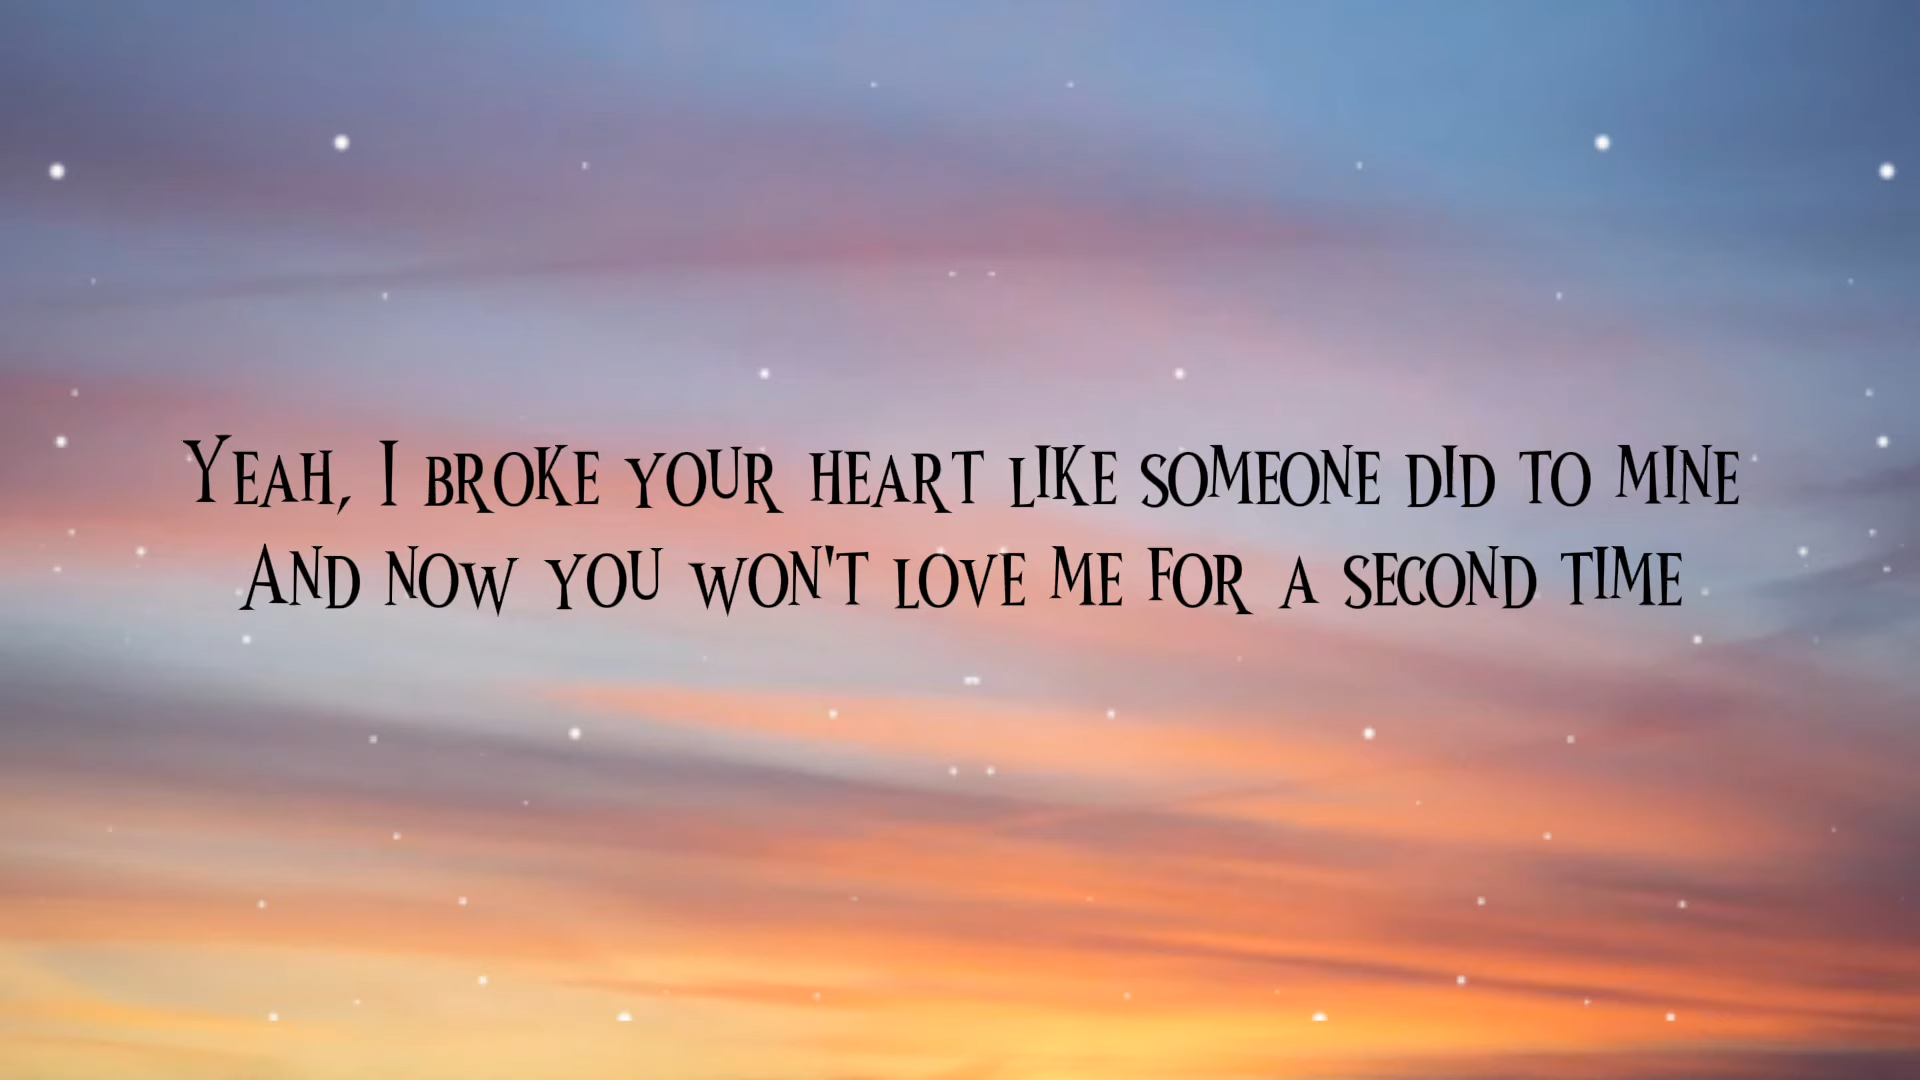 Yeah, I broke your heart like someone did to mine
And now you won't love me for a second time